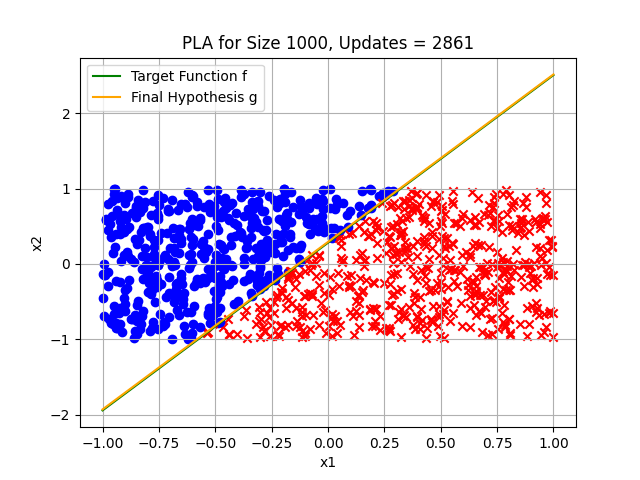 PLA for Size 1000, Updates = 2861
Target Function f
Final Hypothesis g
x2
2
1
0
−1
−2
−1.00 −0.75 −0.50 −0.25 0.00 0.25 0.50 0.75 1.00
x1